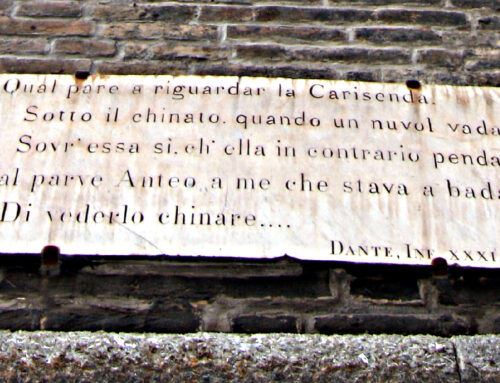 Qual pare a riguardar la Carisenda.
Sotto il chinato, quando un nuvol vada
Sovr'essa sì, ch'ella in contrario penda
al parve Anteo a me che stava a bada
Di vederlo chinare....
DANTE, INF. XXXI